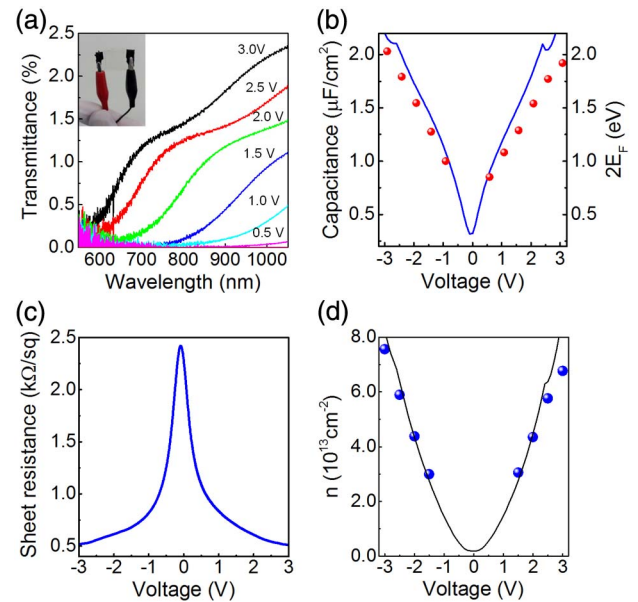 (a)
2.5
2.0
1.5
1.0
0.5
0.0
Transmittance (%)
3.0V
2.5 V
2.0 V
1.5 V
1.0 V
0.5 V
600 700 800 900 1000
Wavelength (nm)
(b)
2.0
1.5
1.0
0.5
Capacitance (μF/cm²)
2.0
1.5
1.0
0.5
2E_F (eV)
-3 -2 -1 0 1 2 3
Voltage (V)
(c)
2.5
2.0
1.5
1.0
0.5
Sheet resistance (kΩ/sq)
-3 -2 -1 0 1 2 3
Voltage (V)
(d)
8.0
6.0
4.0
2.0
0.0
n (10¹³cm⁻²)
-3 -2 -1 0 1 2 3
Voltage (V)